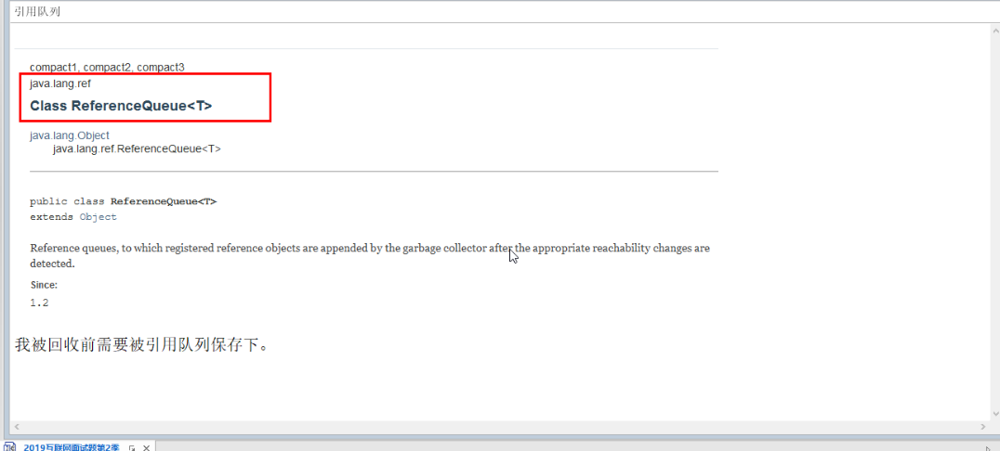 引用队列
compact1, compact2, compact3
java.lang.ref
Class ReferenceQueue<T>
java.lang.Object
java.lang.ref.ReferenceQueue<T>
public class ReferenceQueue<T>
extends Object
Reference queues, to which registered reference objects are appended by the garbage collector after the appropriate reachability changes are
detected.
Since:
1.2
我被回收前需要被引用队列保存下。
2019互联网面试题第2季